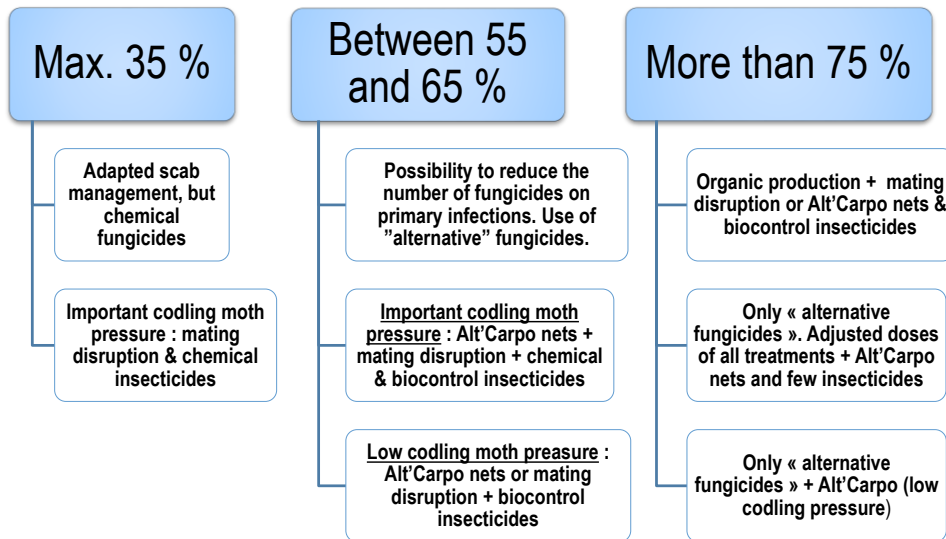 Max. 35 %
Adapted scab
management, but
chemical
fungicides
Important codling moth
pressure : mating
disruption & chemical
insecticides
Between 55
and 65 %
Possibility to reduce the
number of fungicides on
primary infections. Use of
”alternative” fungicides.
Important codling moth
pressure : Alt’Carpo nets +
mating disruption + chemical
& biocontrol insecticides
Low codling moth preasure :
Alt’Carpo nets or mating
disruption + biocontrol
insecticides
More than 75 %
Organic production + mating
disruption or Alt’Carpo nets &
biocontrol insecticides
Only « alternative
fungicides ». Adjusted doses
of all treatments + Alt’Carpo
nets and few insecticides
Only « alternative
fungicides » + Alt’Carpo (low
codling pressure)